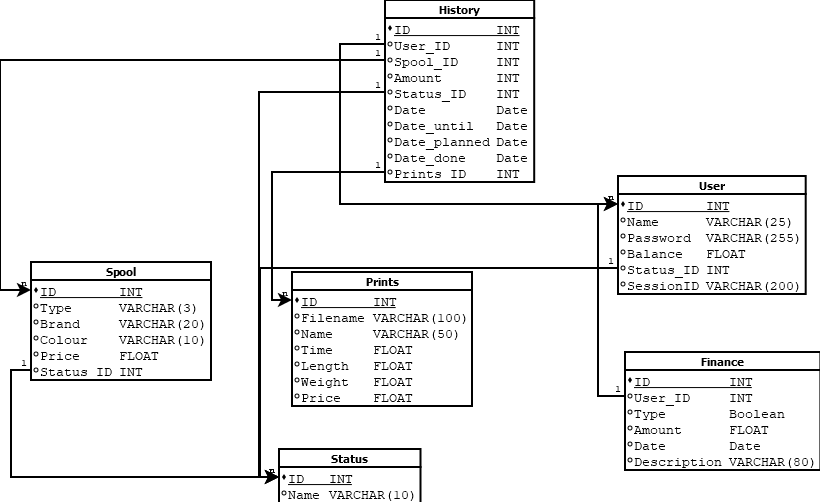 History
ID INT
1
User_ID INT
1
Spool_ID INT
Amount INT
1
Status_ID INT
Date Date
Date_until Date
Date_planned Date
Date_done Date
1
Prints_ID INT
User
n
ID INT
Name VARCHAR(25)
Password VARCHAR(255)
Balance FLOAT
1
Status_ID INT
SessionID VARCHAR(200)
Spool
n
ID INT
Type VARCHAR(3)
Brand VARCHAR(20)
Colour VARCHAR(10)
Price FLOAT
1
Status_ID INT
Prints
n
ID INT
Filename VARCHAR(100)
Name VARCHAR(50)
Time FLOAT
Length FLOAT
Weight FLOAT
Price FLOAT
Finance
ID INT
1
User_ID INT
Type Boolean
Amount FLOAT
Date Date
Description VARCHAR(80)
Status
n
ID INT
Name VARCHAR(10)